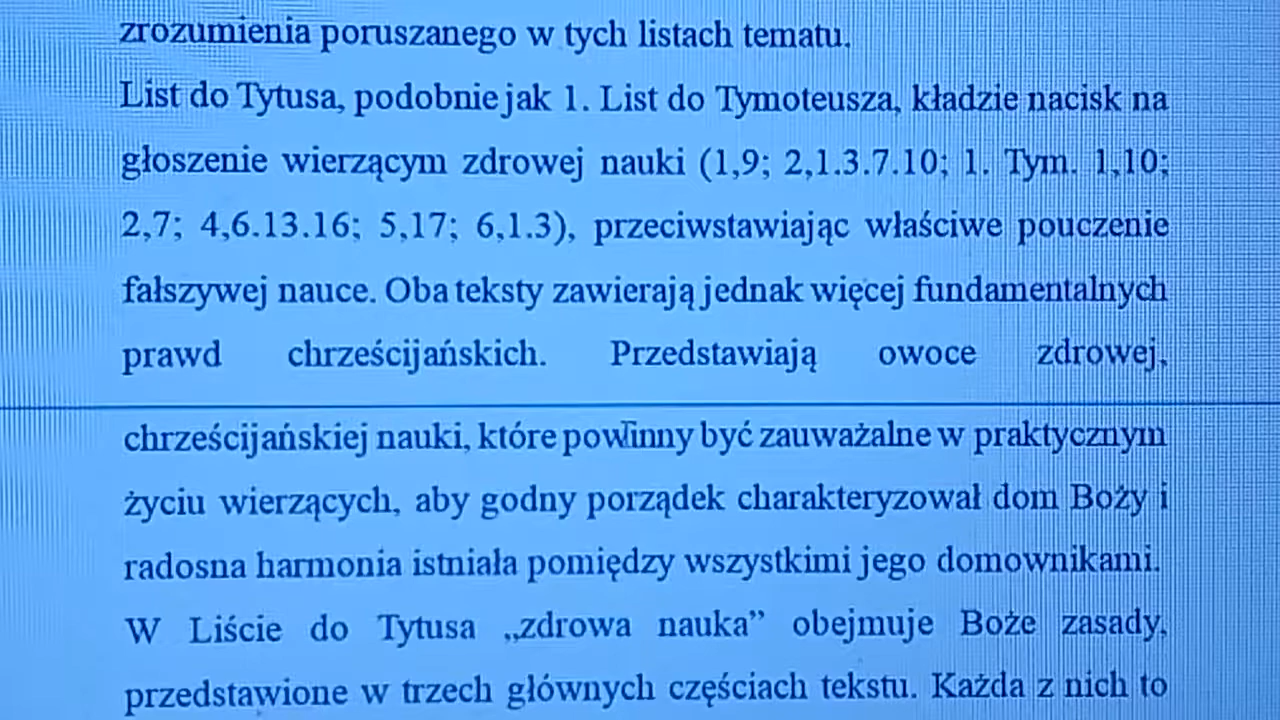 zrozumienia poruszanego w tych listach tematu.
List do Tytusa, podobnie jak 1. List do Tymoteusza, kładzie nacisk na
głoszenie wierzącym zdrowej nauki (1,9; 2,1.3.7.10; 1. Tym. 1,10;
2,7; 4,6.13.16; 5,17; 6,1.3), przeciwstawiając właściwe pouczenie
fałszywej nauce. Oba teksty zawierają jednak więcej fundamentalnych
prawd chrześcijańskich. Przedstawiają owoce zdrowej,
chrześcijańskiej nauki, które powinny być zauważalne w praktycznym
życiu wierzących, aby godny porządek charakteryzował dom Boży i
radosna harmonia istniała pomiędzy wszystkimi jego domownikami.
W Liście do Tytusa „zdrowa nauka” obejmuje Boże zasady,
przedstawione w trzech głównych częściach tekstu. Każda z nich to